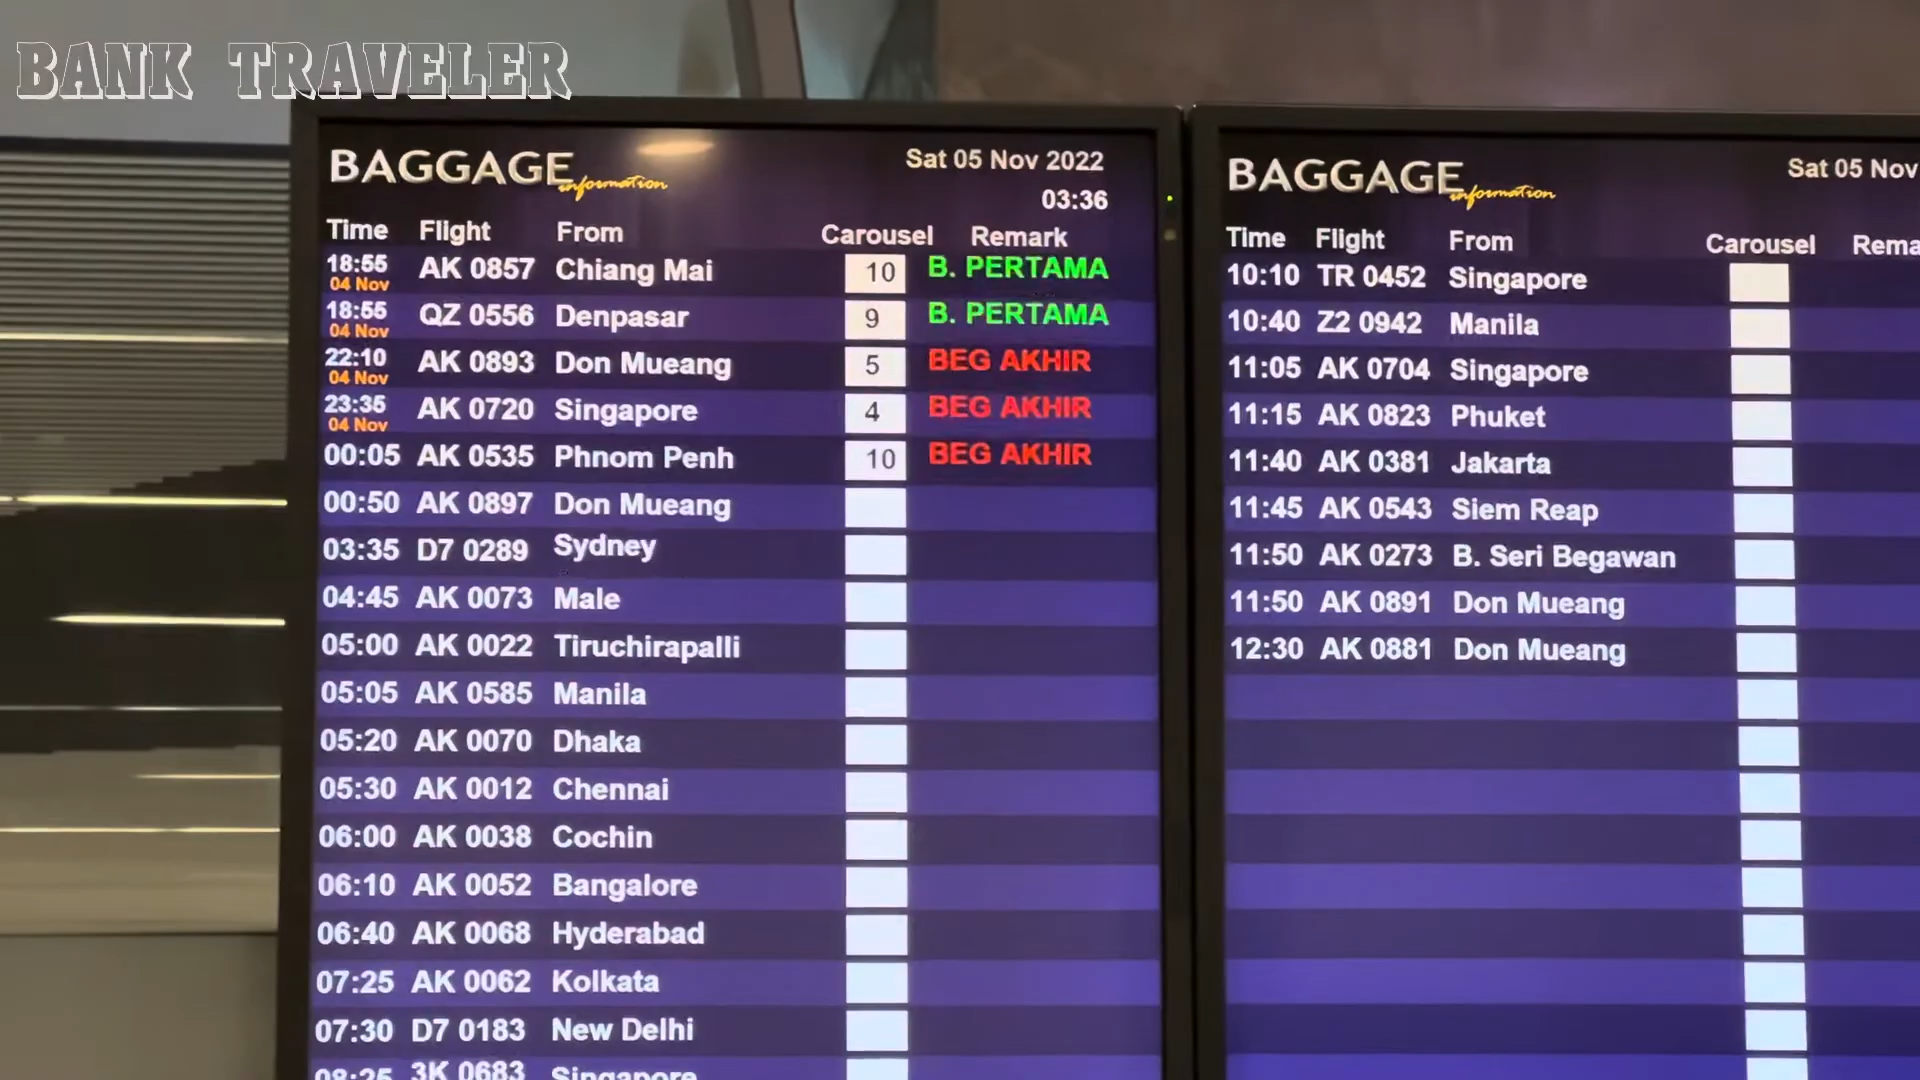 BANK TRAVELER
BAGGAGE information
Sat 05 Nov 2022
03:36
Time Flight From Carousel Remark
18:55 04 Nov AK 0857 Chiang Mai 10 B. PERTAMA
18:55 04 Nov QZ 0556 Denpasar 9 B. PERTAMA
22:10 04 Nov AK 0893 Don Mueang 5 BEG AKHIR
23:35 04 Nov AK 0720 Singapore 4 BEG AKHIR
00:05 AK 0535 Phnom Penh 10 BEG AKHIR
00:50 AK 0897 Don Mueang
03:35 D7 0289 Sydney
04:45 AK 0073 Male
05:00 AK 0022 Tiruchirapalli
05:05 AK 0585 Manila
05:20 AK 0070 Dhaka
05:30 AK 0012 Chennai
06:00 AK 0038 Cochin
06:10 AK 0052 Bangalore
06:40 AK 0068 Hyderabad
07:25 AK 0062 Kolkata
07:30 D7 0183 New Delhi
08:25 3K 0683 Singapore
BAGGAGE information
Sat 05 Nov
Time Flight From Carousel Rema
10:10 TR 0452 Singapore
10:40 Z2 0942 Manila
11:05 AK 0704 Singapore
11:15 AK 0823 Phuket
11:40 AK 0381 Jakarta
11:45 AK 0543 Siem Reap
11:50 AK 0273 B. Seri Begawan
11:50 AK 0891 Don Mueang
12:30 AK 0881 Don Mueang